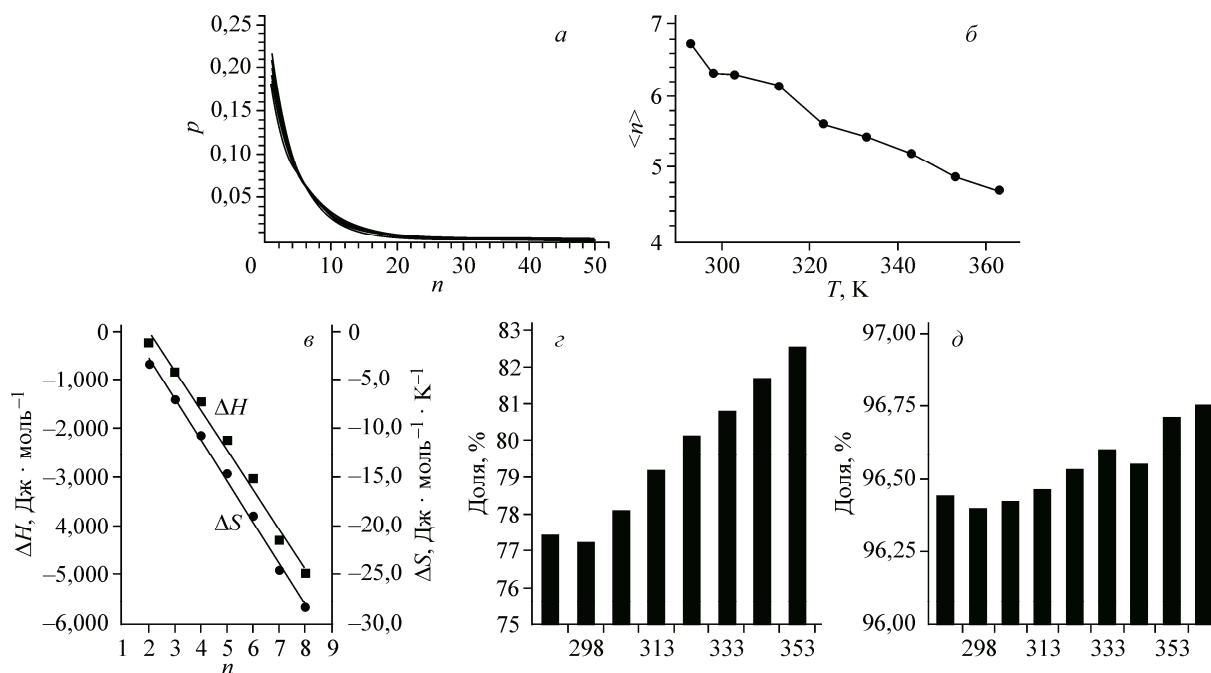 0,25
0,20
0,15
0,10
0,05
p
а
0 10 20 30 40 50
n
7
6
5
4
<n>
б
300 320 340 360
T, K
0
–1,000
–2,000
–3,000
–4,000
–5,000
–6,000
ΔH, Дж · моль⁻¹
в
ΔH
ΔS
0
–5,0
–10,0
–15,0
–20,0
–25,0
–30,0
ΔS, Дж · моль⁻¹ · K⁻¹
1 2 3 4 5 6 7 8 9
n
83
82
81
80
79
78
77
76
75
Доля, %
г
298 313 333 353
97,00
96,75
96,50
96,25
96,00
Доля, %
д
298 313 333 353